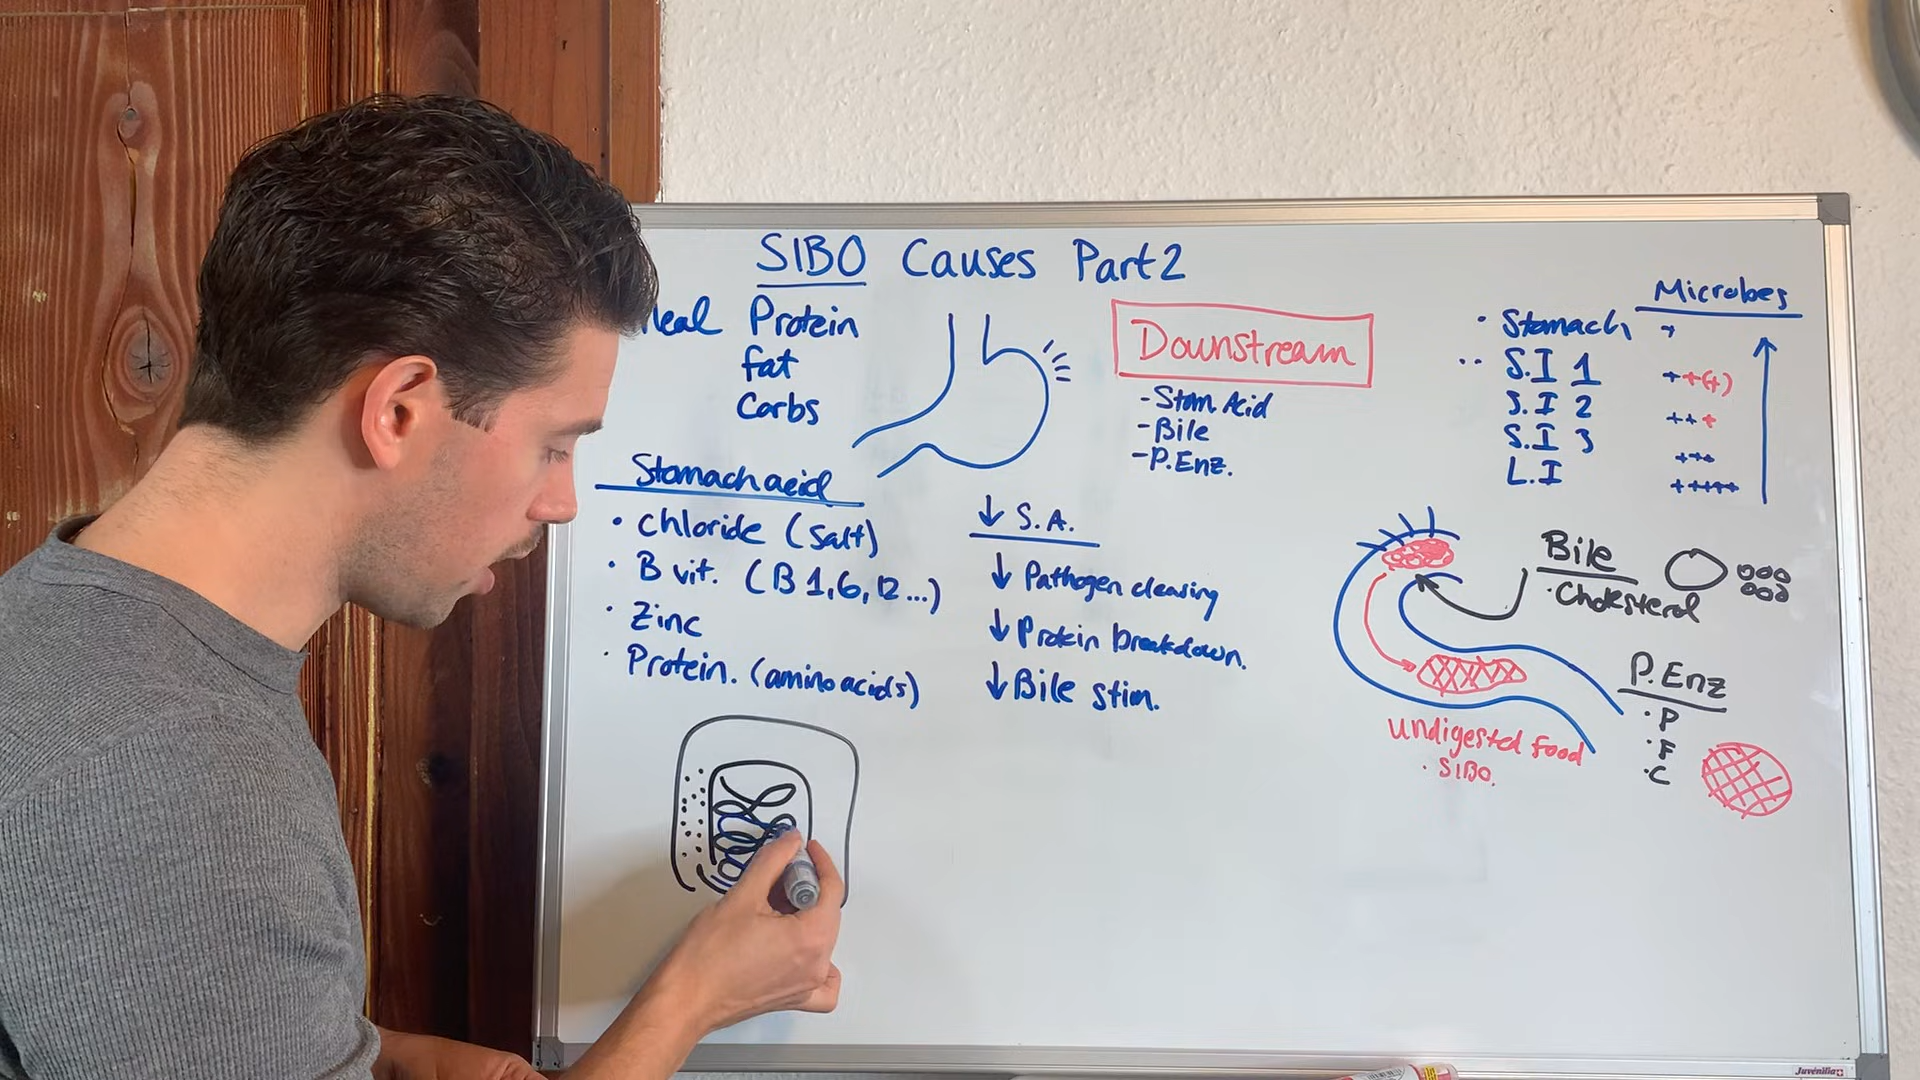 SIBO Causes Part 2
Protein
fat
Carbs
Stomach acid
• Chloride (Salt)
• B vit. (B 1,6,12...)
• Zinc
• Protein. (amino acids)
Downstream
- Stom. Acid
- Bile
- P.Enz.
↓ S.A.
↓ Pathogen clearing
↓ Protein breakdown.
↓ Bile stim.
Microbes
• Stomach +
•• S.I 1 ++(+)
S.I 2 +++
S.I 3 +++
L.I +++++
Bile
• Cholesterol
P.Enz
• P
• F
• C
undigested food
• SIBO.
Juvenilia